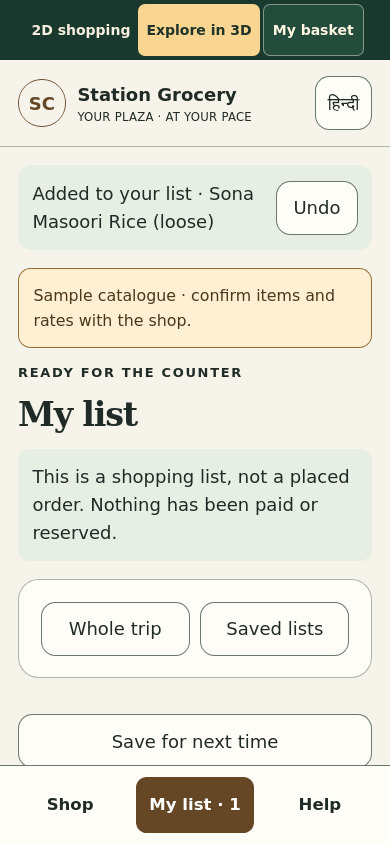 2D shopping
Explore in 3D
My basket
SC
Station Grocery
YOUR PLAZA · AT YOUR PACE
हिन्दी
Added to your list · Sona
Masoori Rice (loose)
Undo
Sample catalogue · confirm items and
rates with the shop.
READY FOR THE COUNTER
My list
This is a shopping list, not a placed
order. Nothing has been paid or
reserved.
Whole trip
Saved lists
Save for next time
Shop
My list · 1
Help